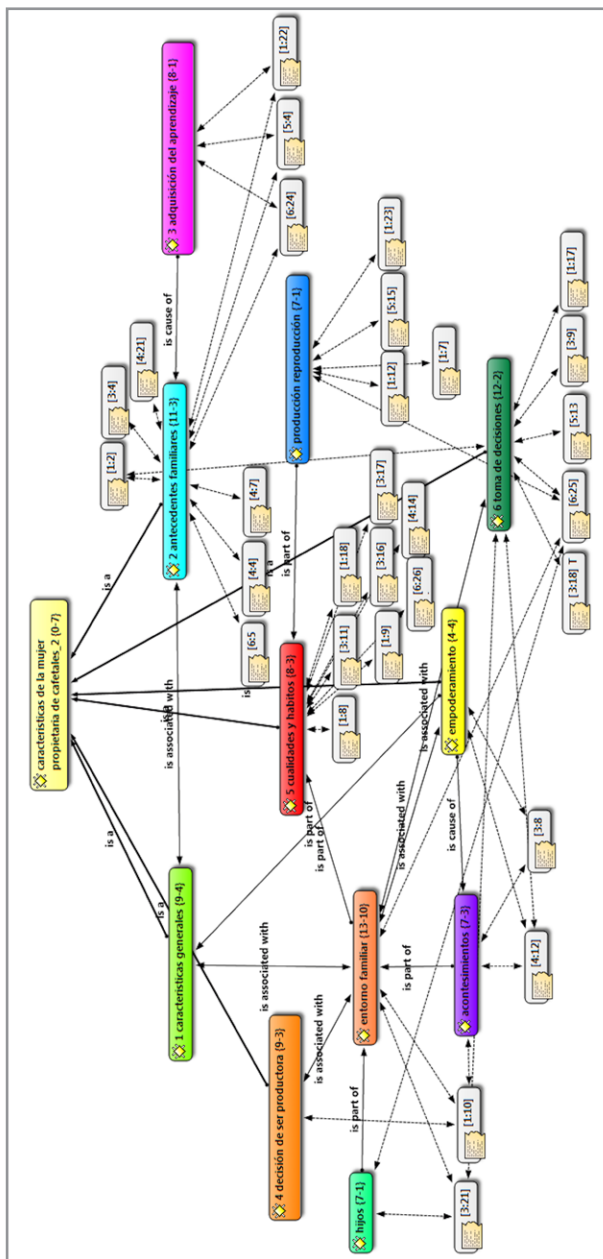 características de la mujer
propietaria de cafetales_2 {0-7}
is a
is a
is a
is associated with
1 características generales {9-4}
2 antecedentes familiares {11-3}
is cause of
3 adquisición del aprendizaje {8-1}
[1:2]
[3:4]
[4:21]
[1:22]
[5:4]
[6:24]
[6:5
[4:4]
[4:7]
4 decisión de ser productora {9-3}
is associated with
is associated with
5 cualidades y habitos {8-3}
is part of
producción reproducción {7-1}
is part of
is part of
[1:8]
[3:11]
[1:18]
[1:9]
[3:16]
[3:17]
[6:26]
[4:14]
[1:12]
[5:15]
[1:23]
[1:7]
hijos {7-1}
is part of
entorno familiar {13-10}
is associated with
is associated with
empoderamiento {4-4}
6 toma de decisiones {12-2}
is part of
is cause of
acontesimientos {7-3}
[3:21]
[1:10]
[4:12]
[3:8
[3:18] T
[6:25]
[5:13
[3:9]
[1:17]